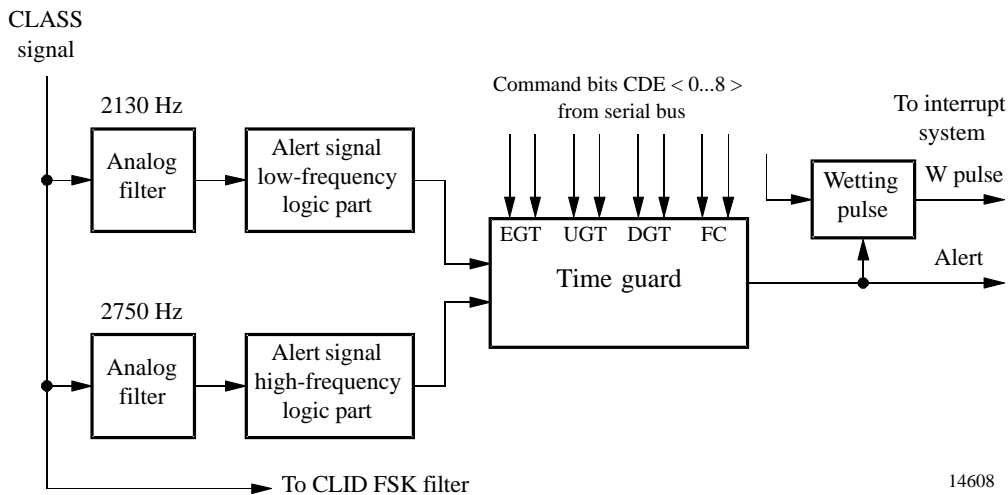 CLASS
signal
2130 Hz
Analog
filter
Alert signal
low-frequency
logic part
Command bits CDE < 0...8 >
from serial bus
EGT UGT DGT FC
Time guard
To interrupt
system
Wetting
pulse
W pulse
Alert
2750 Hz
Analog
filter
Alert signal
high-frequency
logic part
To CLID FSK filter
14608